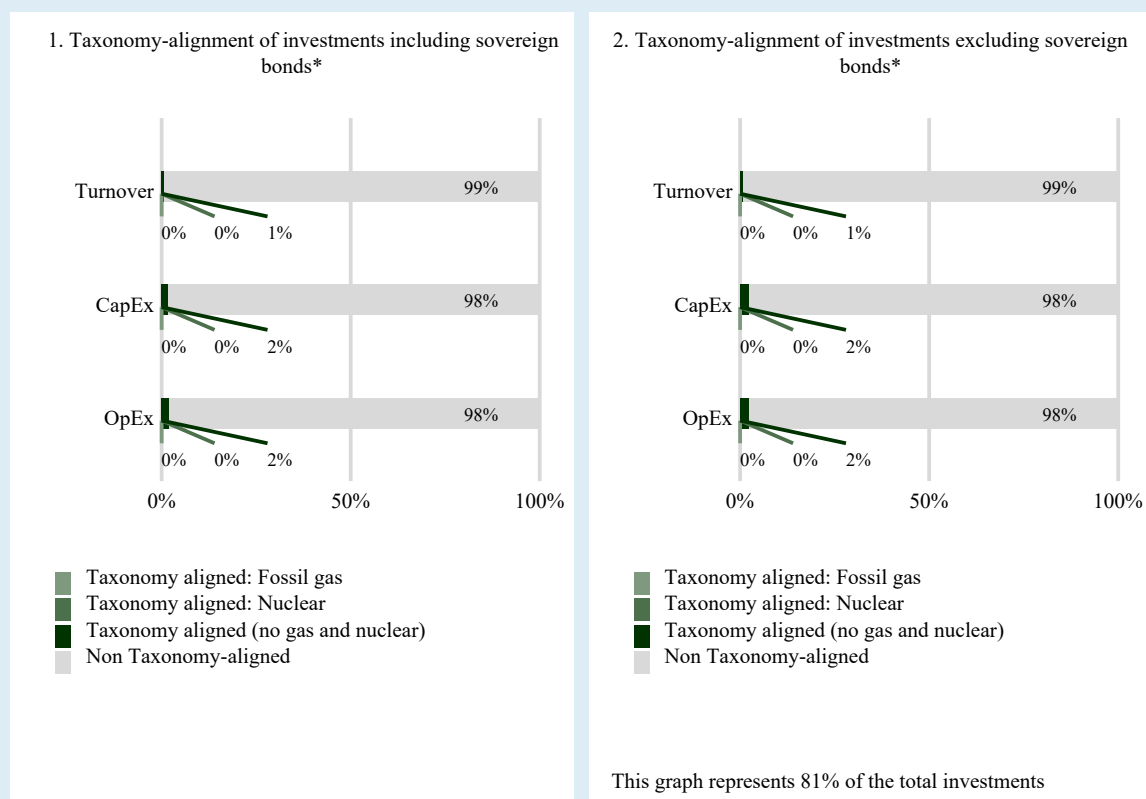 1. Taxonomy-alignment of investments including sovereign
bonds*
Turnover
99%
0% 0% 1%
CapEx
98%
0% 0% 2%
OpEx
98%
0% 0% 2%
0% 50% 100%
Taxonomy aligned: Fossil gas
Taxonomy aligned: Nuclear
Taxonomy aligned (no gas and nuclear)
Non Taxonomy-aligned
2. Taxonomy-alignment of investments excluding sovereign
bonds*
Turnover
99%
0% 0% 1%
CapEx
98%
0% 0% 2%
OpEx
98%
0% 0% 2%
0% 50% 100%
Taxonomy aligned: Fossil gas
Taxonomy aligned: Nuclear
Taxonomy aligned (no gas and nuclear)
Non Taxonomy-aligned
This graph represents 81% of the total investments